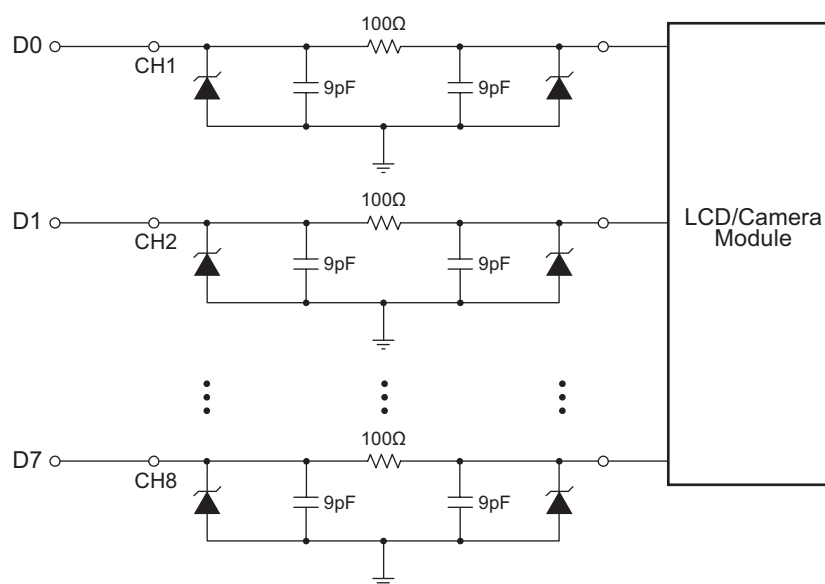 100Ω
D0
CH1
9pF
9pF
100Ω
D1
CH2
9pF
9pF
LCD/Camera
Module
100Ω
D7
CH8
9pF
9pF